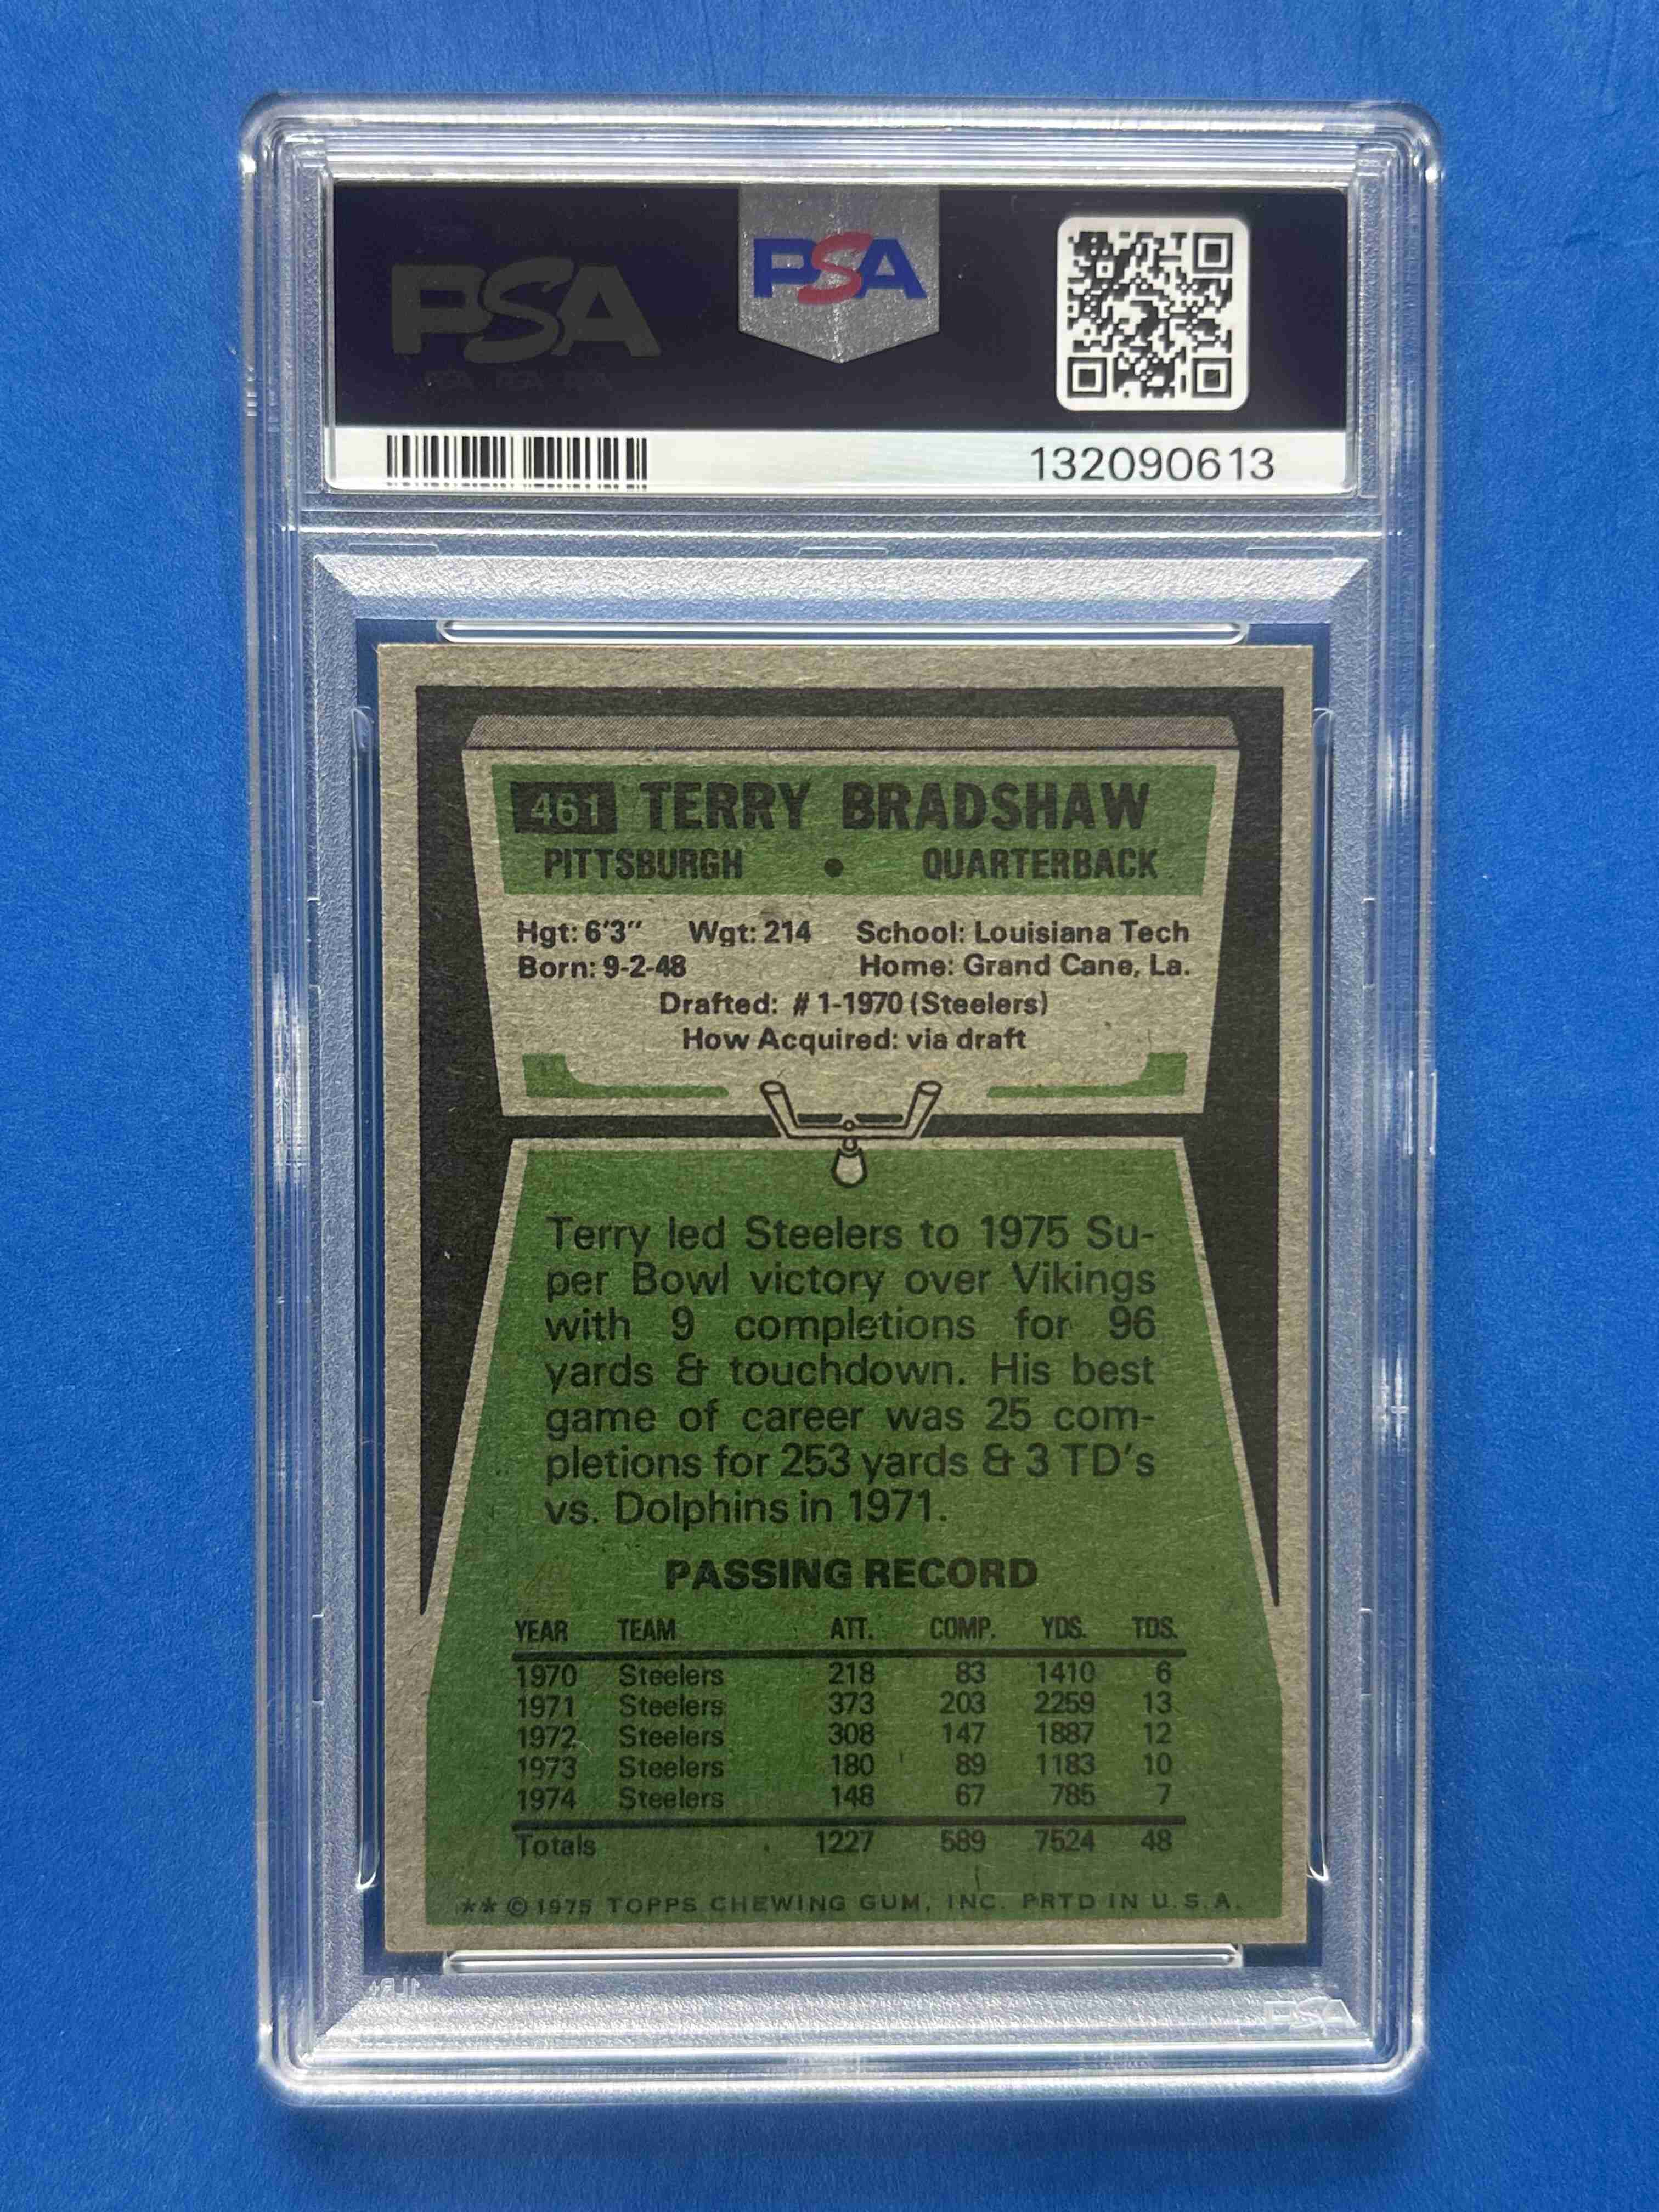 PSA
PSA
PSA PSA PSA
132090613
461 TERRY BRADSHAW
PITTSBURGH • QUARTERBACK
Hgt: 6'3" Wgt: 214 School: Louisiana Tech
Born: 9-2-48 Home: Grand Cane, La.
Drafted: #1-1970 (Steelers)
How Acquired: via draft
Terry led Steelers to 1975 Su-
per Bowl victory over Vikings
with 9 completions for 96
yards & touchdown. His best
game of career was 25 com-
pletions for 253 yards & 3 TD's
vs. Dolphins in 1971.
PASSING RECORD
YEAR TEAM ATT. COMP. YDS. TDS.
1970 Steelers 218 83 1410 6
1971 Steelers 373 203 2259 13
1972 Steelers 308 147 1887 12
1973 Steelers 180 89 1183 10
1974 Steelers 148 67 785 7
Totals 1227 589 7524 48
** © 1975 TOPPS CHEWING GUM, INC. PRTD IN U.S.A.
PSA